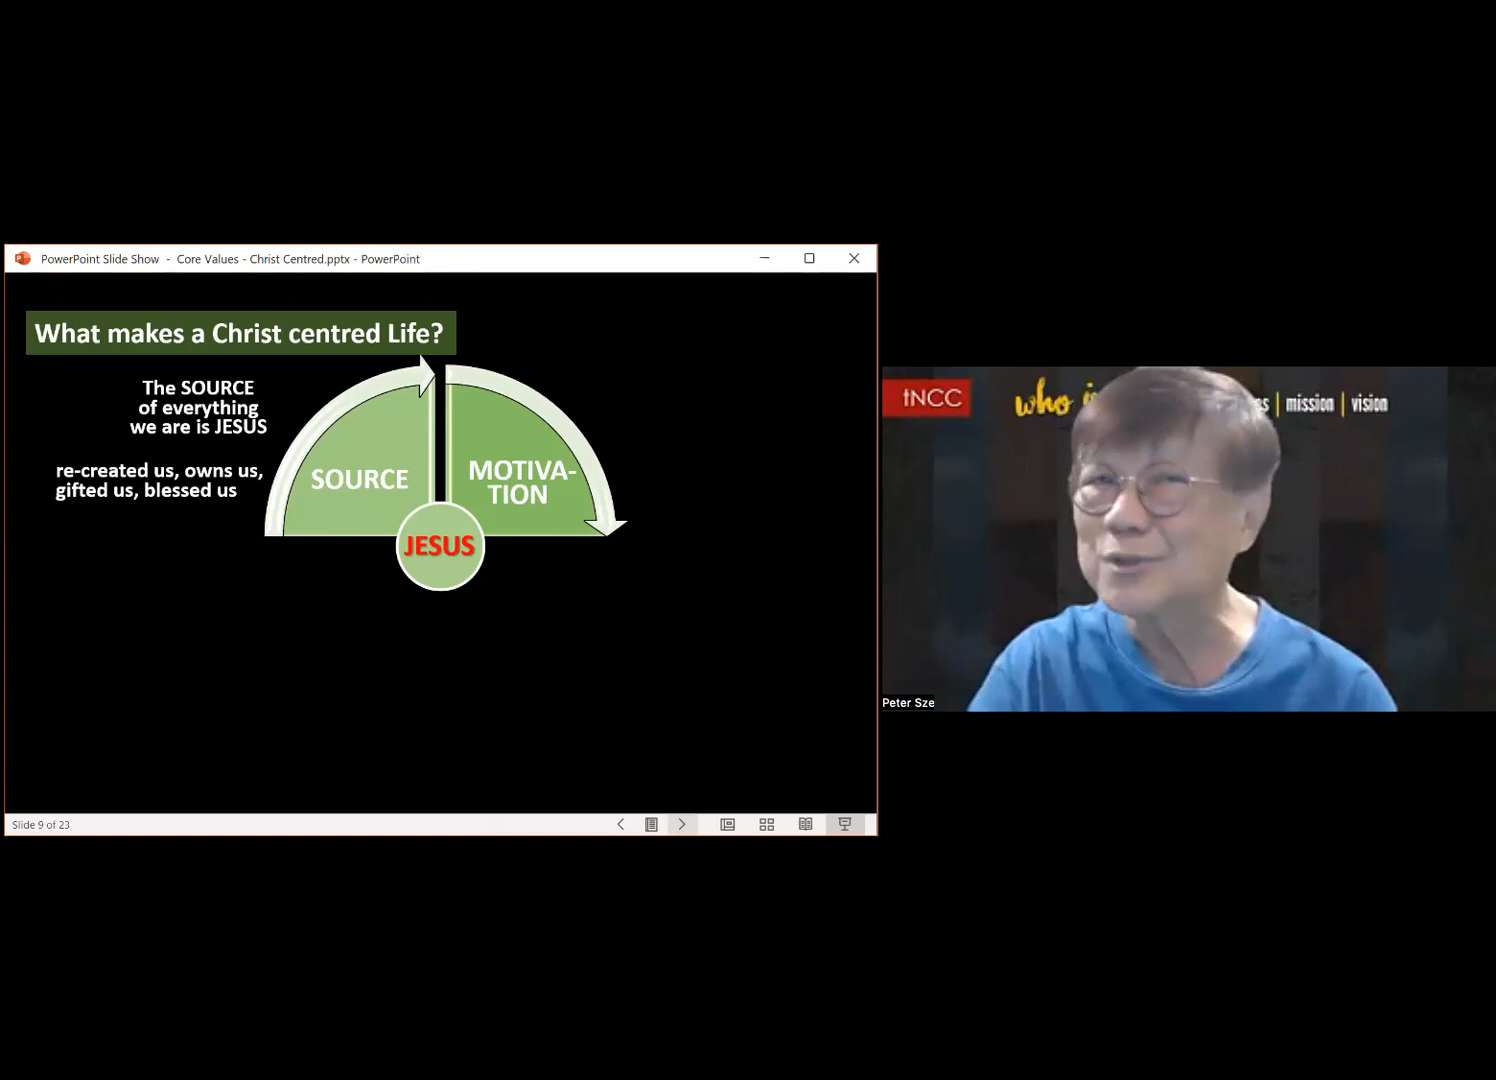 PowerPoint Slide Show - Core Values - Christ Centred.pptx - PowerPoint
What makes a Christ centred Life?
The SOURCE
of everything
we are is JESUS
re-created us, owns us,
gifted us, blessed us
SOURCE
MOTIVA-
TION
JESUS
Slide 9 of 23
tNCC
who is
es | mission | vision
Peter Sze